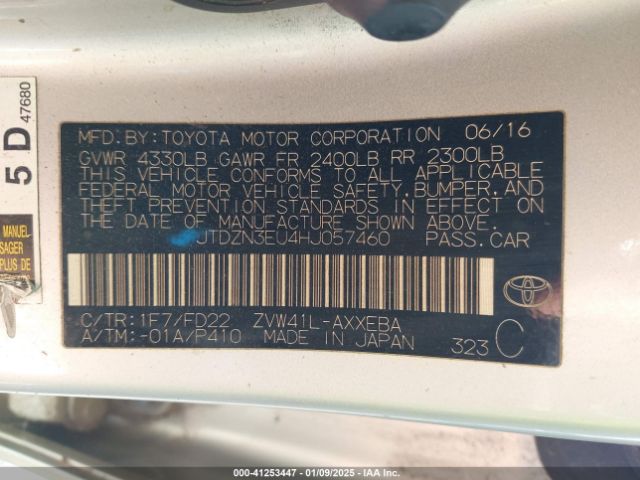 5 D 47680
MANUEL
SAGER
PLUS DE
MFD.BY:TOYOTA MOTOR CORPORATION 06/16
GVWR 4330LB GAWR FR 2400LB RR 2300LB
THIS VEHICLE CONFORMS TO ALL APPLICABLE
FEDERAL MOTOR VEHICLE SAFETY,BUMPER,AND
THEFT PREVENTION STANDARDS IN EFFECT ON
THE DATE OF MANUFACTURE SHOWN ABOVE.
JTDZN3EU4HJ057460 PASS.CAR
C/TR:1F7/FD22 ZVW41L-AXXEBA
A/TM:-01A/P410 MADE IN JAPAN 323 C
000-41253447 - 01/09/2025 - IAA Inc.